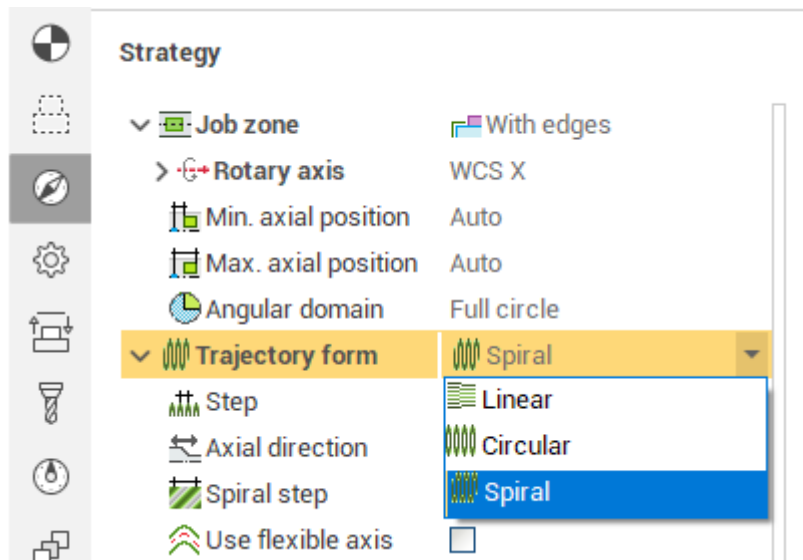 Strategy
Job zone With edges
Rotary axis WCS X
Min. axial position Auto
Max. axial position Auto
Angular domain Full circle
Trajectory form Spiral
Step Linear
Axial direction Circular
Spiral step Spiral
Use flexible axis